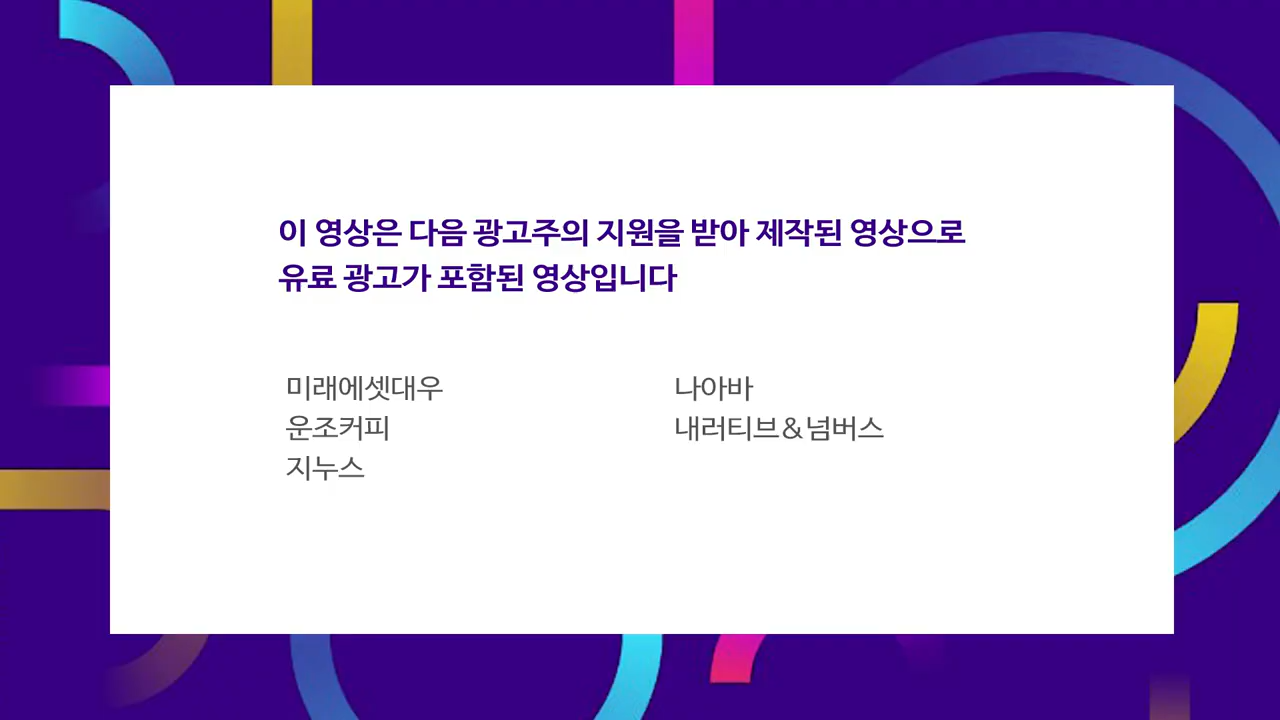 이 영상은 다음 광고주의 지원을 받아 제작된 영상으로
유료 광고가 포함된 영상입니다
미래에셋대우
운조커피
지누스
나아바
내러티브&넘버스